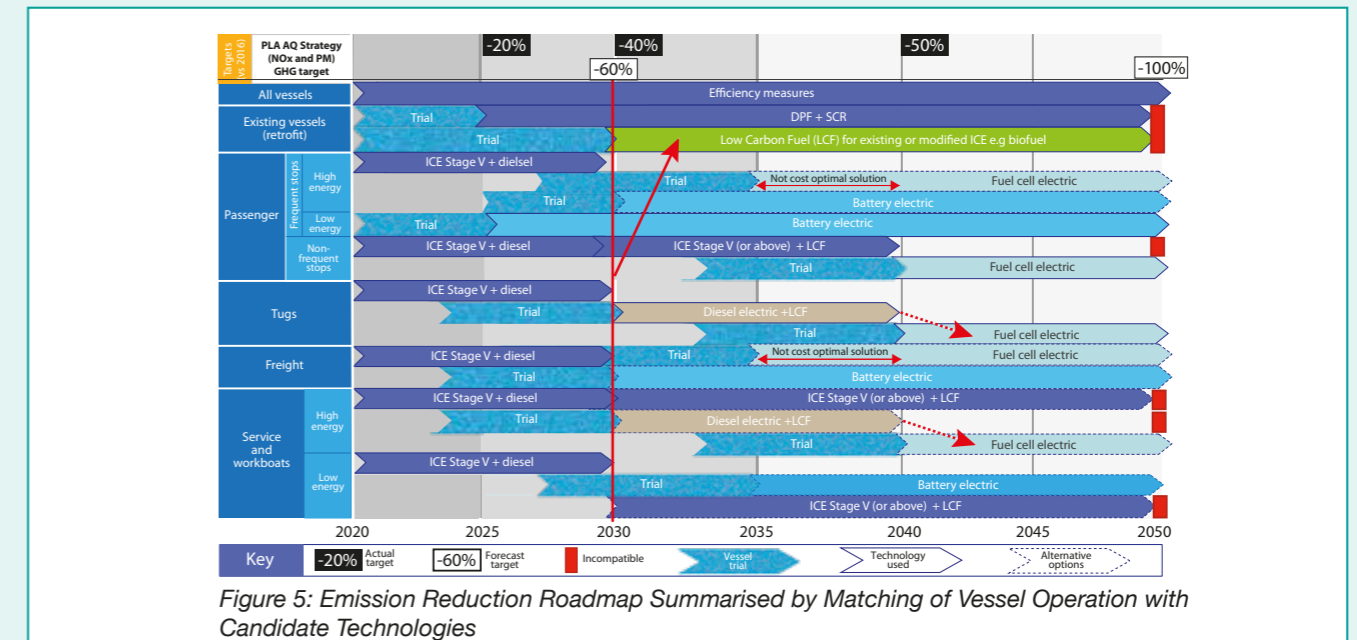 Targets
(vs 2016)
PLA AQ Strategy
(NOx and PM)
GHG target
-20%
-40%
-50%
-60%
-100%
All vessels
Efficiency measures
Existing vessels
(retrofit)
Trial
DPF + SCR
Trial
Low Carbon Fuel (LCF) for existing or modified ICE e.g biofuel
Passenger
Frequent stops
High
energy
ICE Stage V + dielsel
Trial
Not cost optimal solution
Fuel cell electric
Trial
Battery electric
Low
energy
Trial
Battery electric
Non-
frequent
stops
ICE Stage V + diesel
ICE Stage V (or above) + LCF
Trial
Fuel cell electric
Tugs
ICE Stage V + diesel
Trial
Diesel electric +LCF
Trial
Fuel cell electric
Freight
ICE Stage V + diesel
Trial
Not cost optimal solution
Fuel cell electric
Trial
Battery electric
Service
and
workboats
High
energy
ICE Stage V + diesel
ICE Stage V (or above) + LCF
Trial
Diesel electric +LCF
Trial
Fuel cell electric
Low
energy
ICE Stage V + diesel
Trial
Battery electric
ICE Stage V (or above) + LCF
2020 2025 2030 2035 2040 2045 2050
Key
-20% Actual
target
-60% Forecast
target
Incompatible
Vessel
trial
Technology
used
Alternative
options
Figure 5: Emission Reduction Roadmap Summarised by Matching of Vessel Operation with
Candidate Technologies